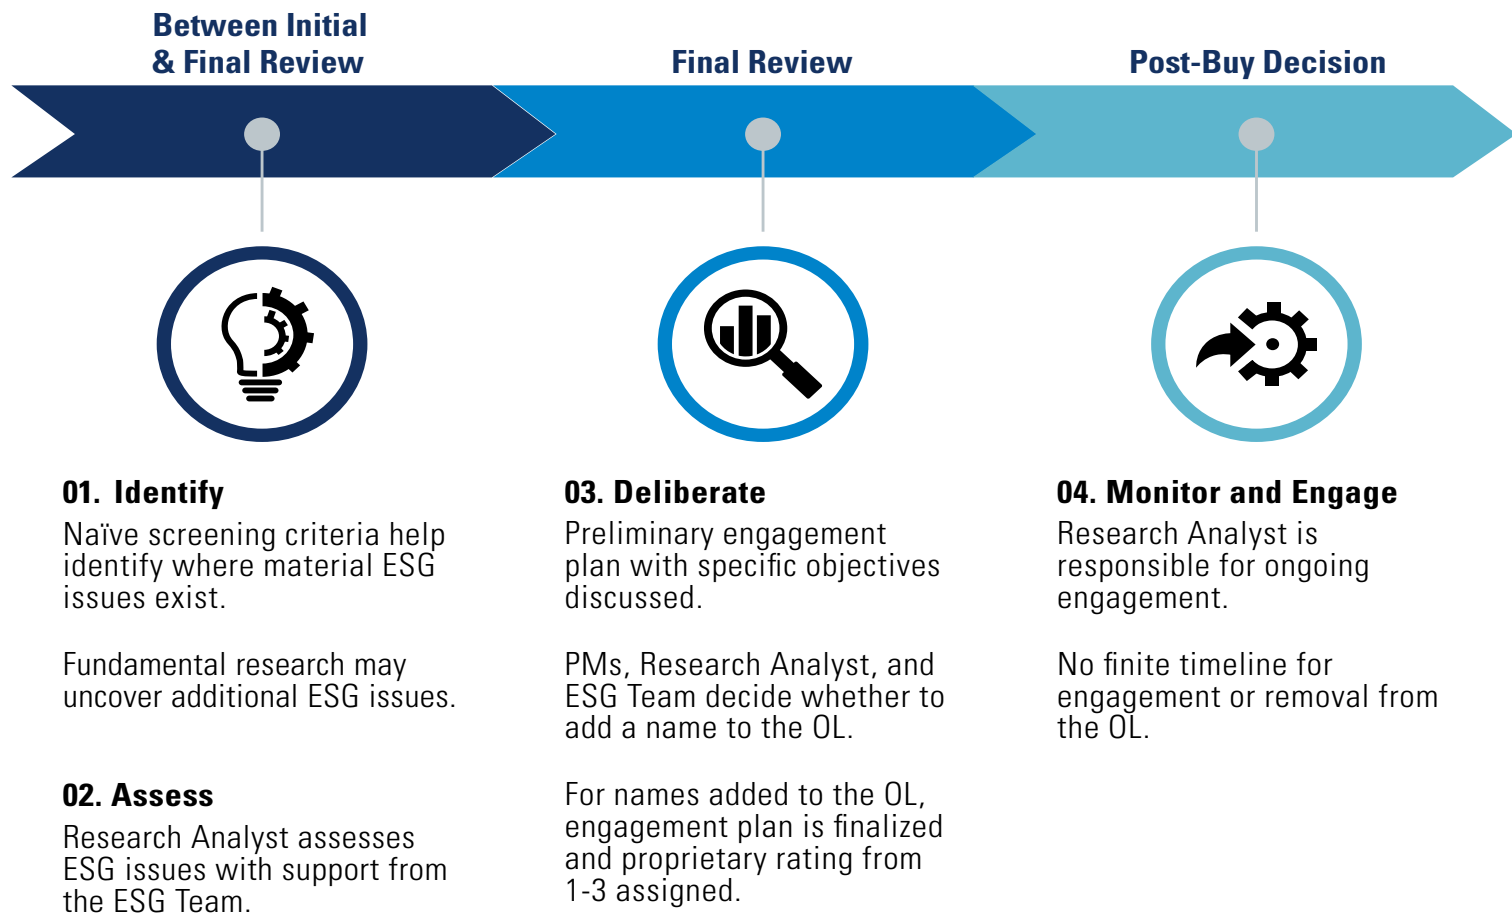 Between Initial
& Final Review
Final Review
Post-Buy Decision
01. Identify
Naïve screening criteria help
identify where material ESG
issues exist.
Fundamental research may
uncover additional ESG issues.
02. Assess
Research Analyst assesses
ESG issues with support from
the ESG Team.
03. Deliberate
Preliminary engagement
plan with specific objectives
discussed.
PMs, Research Analyst, and
ESG Team decide whether to
add a name to the OL.
For names added to the OL,
engagement plan is finalized
and proprietary rating from
1-3 assigned.
04. Monitor and Engage
Research Analyst is
responsible for ongoing
engagement.
No finite timeline for
engagement or removal from
the OL.